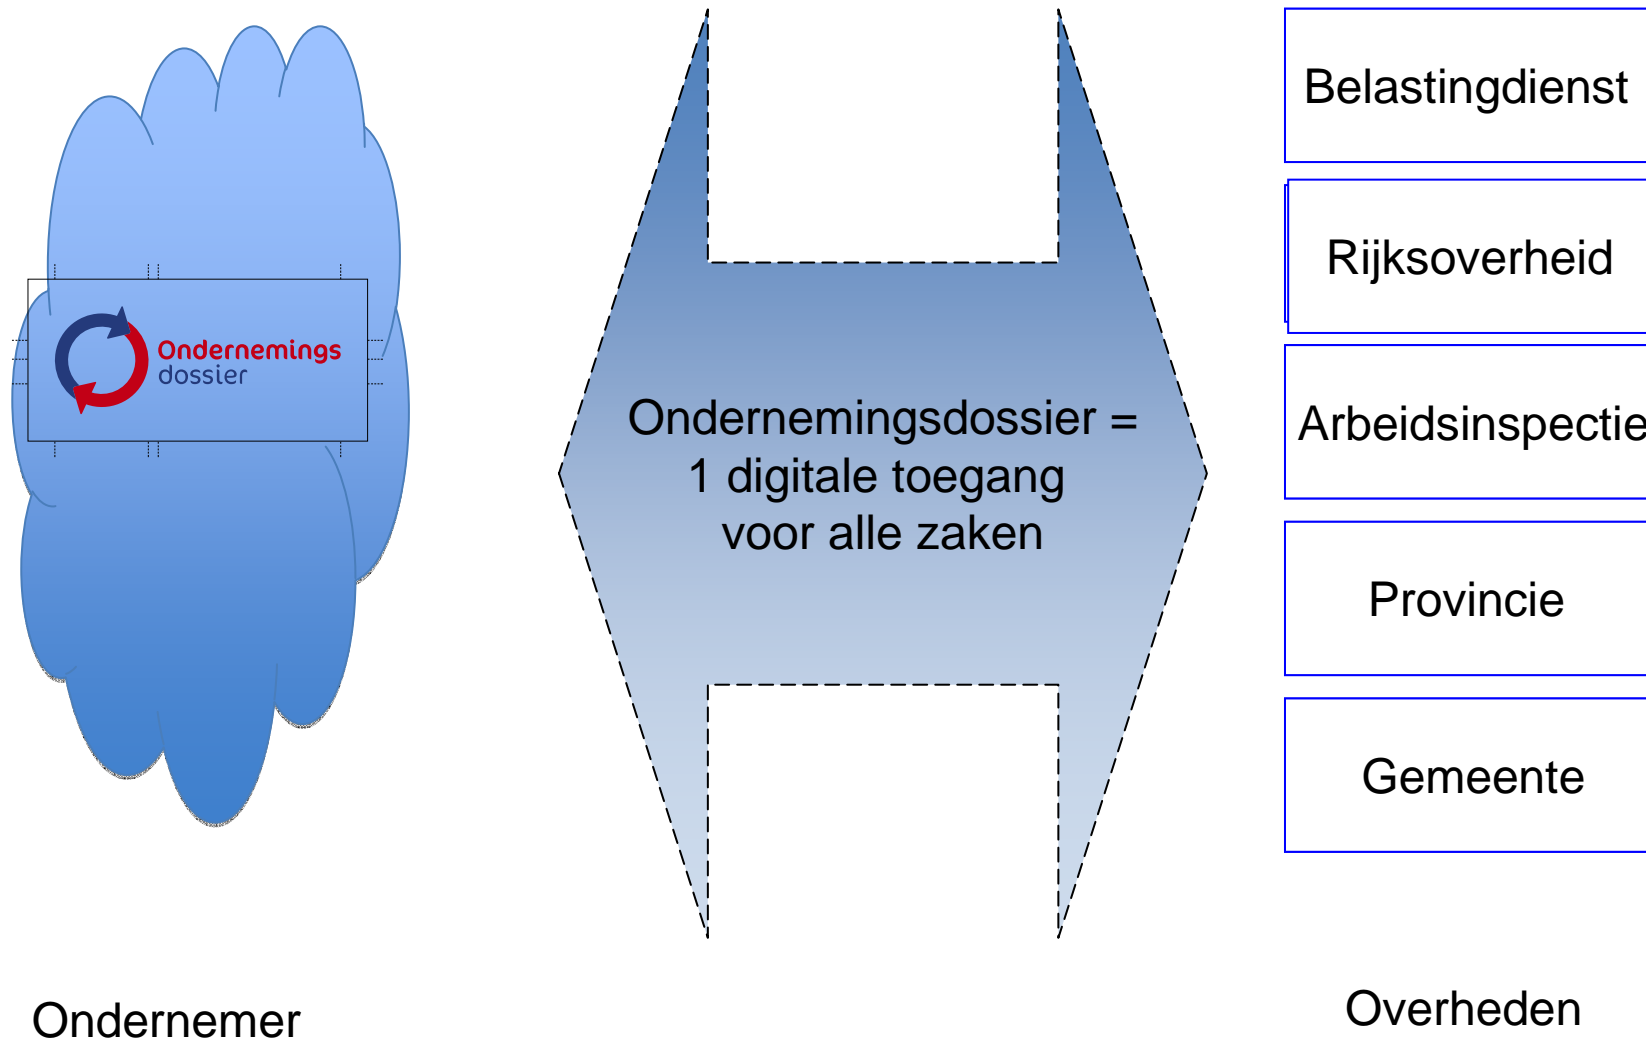 Ondernemings
dossier
Ondernemer
Ondernemingsdossier =
1 digitale toegang
voor alle zaken
Belastingdienst
Rijksoverheid
Arbeidsinspectie
Provincie
Gemeente
Overheden